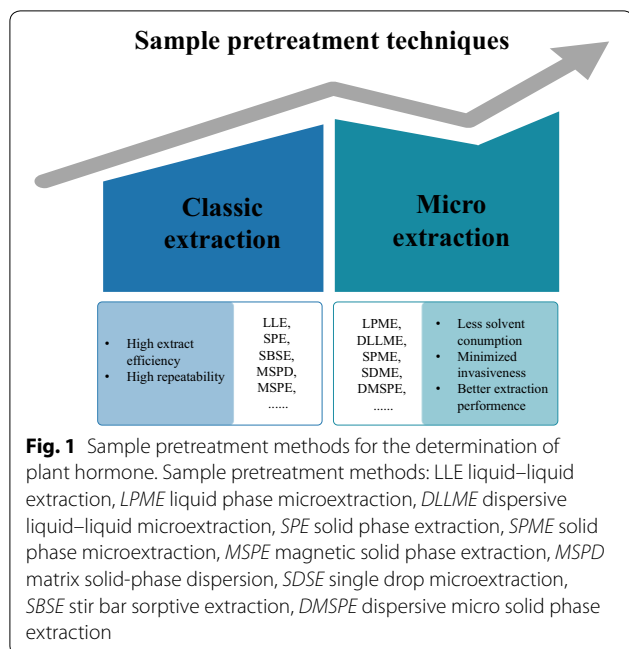 Sample pretreatment techniques
Classic
extraction
Micro
extraction
• High extract
efficiency
• High repeatability
LLE,
SPE,
SBSE,
MSPD,
MSPE,
......
LPME,
DLLME,
SPME,
SDME,
DMSPE,
......
• Less solvent
conumption
• Minimized
invasiveness
• Better extraction
performence
Fig. 1 Sample pretreatment methods for the determination of
plant hormone. Sample pretreatment methods: LLE liquid–liquid
extraction, LPME liquid phase microextraction, DLLME dispersive
liquid–liquid microextraction, SPE solid phase extraction, SPME solid
phase microextraction, MSPE magnetic solid phase extraction, MSPD
matrix solid-phase dispersion, SDSE single drop microextraction,
SBSE stir bar sorptive extraction, DMSPE dispersive micro solid phase
extraction